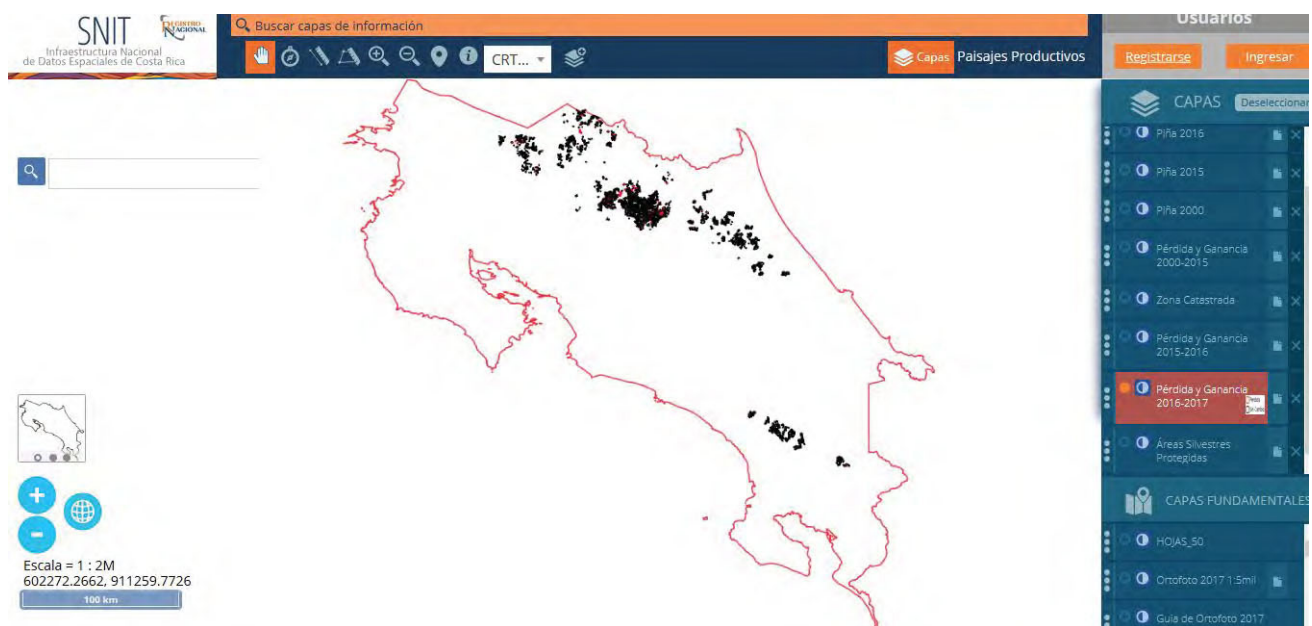 SNIT
REGISTRO
NACIONAL
Infraestructura Nacional
de Datos Espaciales de Costa Rica
Buscar capas de información
CRT...
Capas
Paisajes Productivos
Usuarios
Registrarse
Ingresar
CAPAS
Deseleccionar
Piña 2016
Piña 2015
Piña 2000
Pérdida y Ganancia
2000-2015
Zona Catastrada
Pérdida y Ganancia
2015-2016
Pérdida y Ganancia
2016-2017
Áreas Silvestres
Protegidas
CAPAS FUNDAMENTALES
HOJAS_50
Ortofoto 2017 1:5mil
Guia de Ortofoto 2017
Escala = 1 : 2M
602272.2662, 911259.7726
100 km